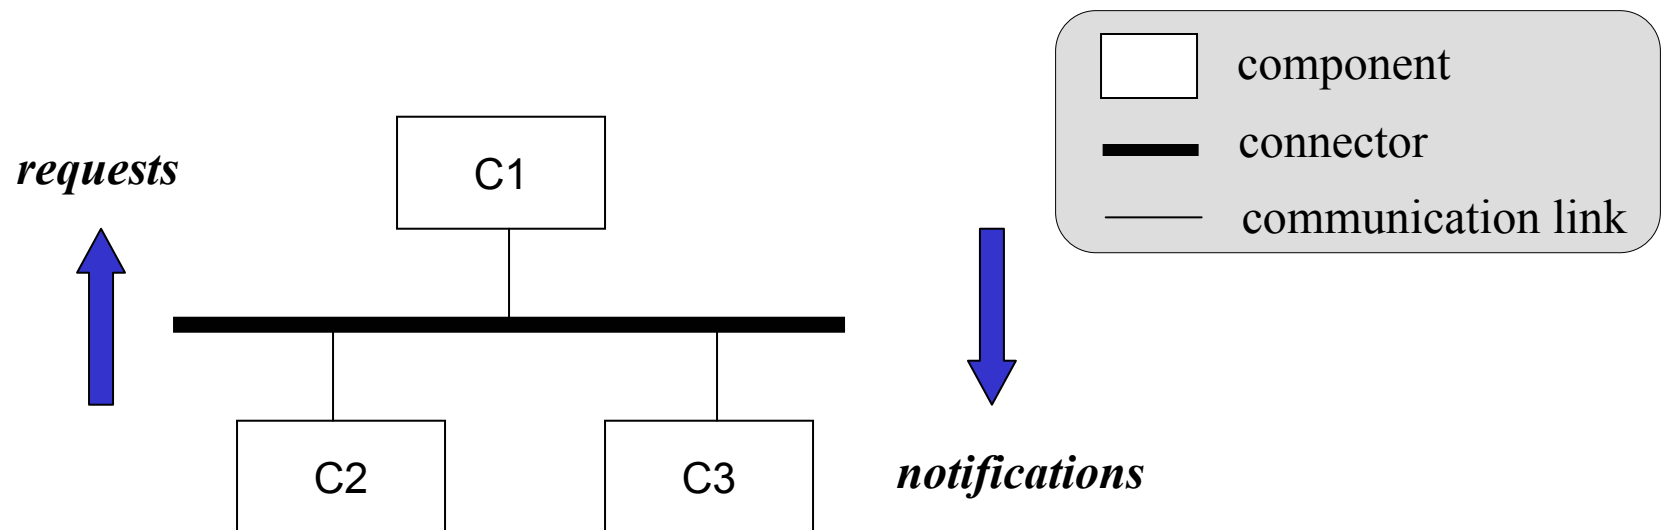 component
connector
communication link
requests
C1
C2
C3
notifications